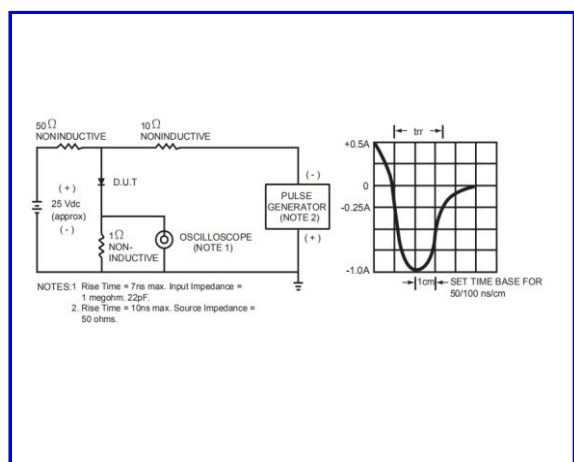 50Ω
NONINDUCTIVE
10Ω
NONINDUCTIVE
(+)
25 Vdc
(approx)
(-)
D.U.T
1Ω
NON-
INDUCTIVE
OSCILLOSCOPE
(NOTE 1)
(-)
PULSE
GENERATOR
(NOTE 2)
(+)
trr
+0.5A
0
-0.25A
-1.0A
1cm
SET TIME BASE FOR
50/100 ns/cm
NOTES:1 Rise Time = 7ns max. Input Impedance =
1 megohm. 22pF.
2. Rise Time = 10ns max. Source Impedance =
50 ohms.